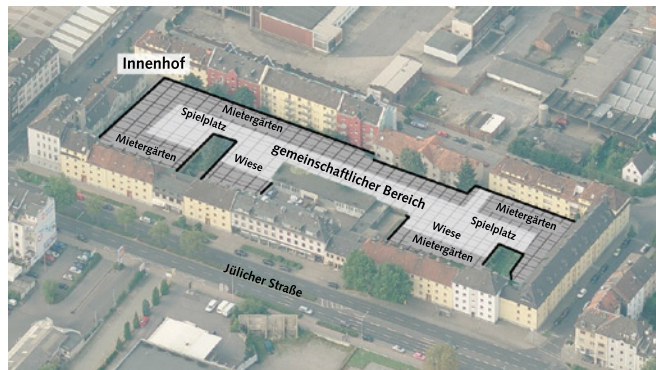 Innenhof
Mietergärten
Spielplatz
Mietergärten
Wiese
gemeinschaftlicher Bereich
Mietergärten
Spielplatz
Wiese
Mietergärten
Jülicher Straße